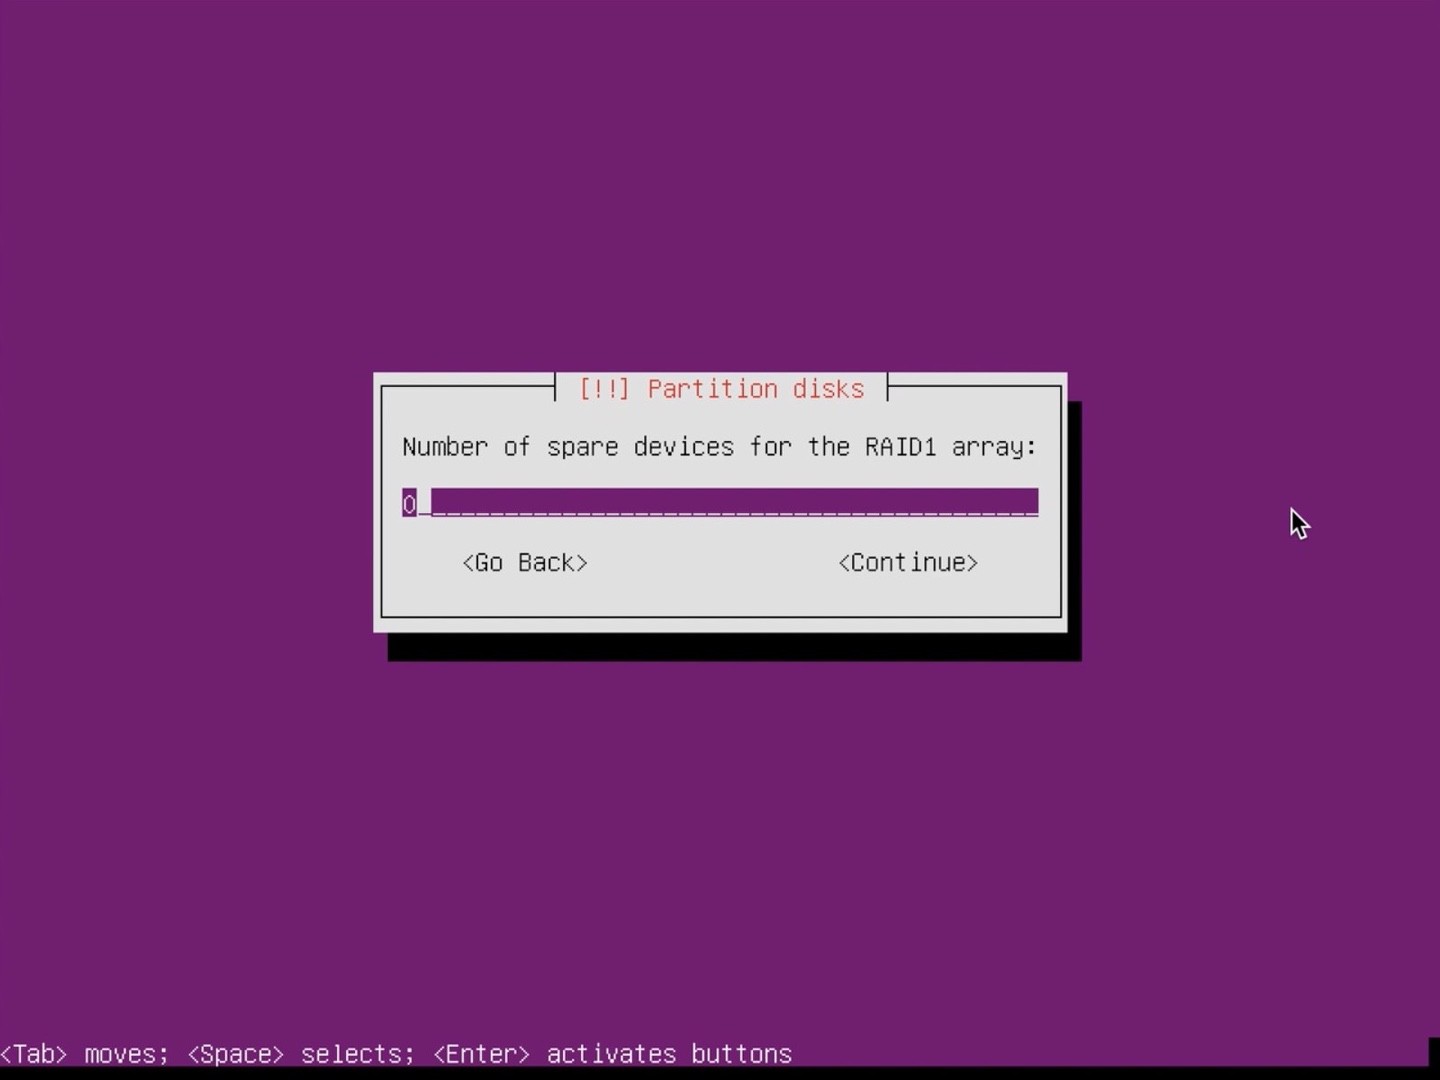 [!!] Partition disks
Number of spare devices for the RAID1 array:
0
<Go Back> <Continue>
<Tab> moves; <Space> selects; <Enter> activates buttons